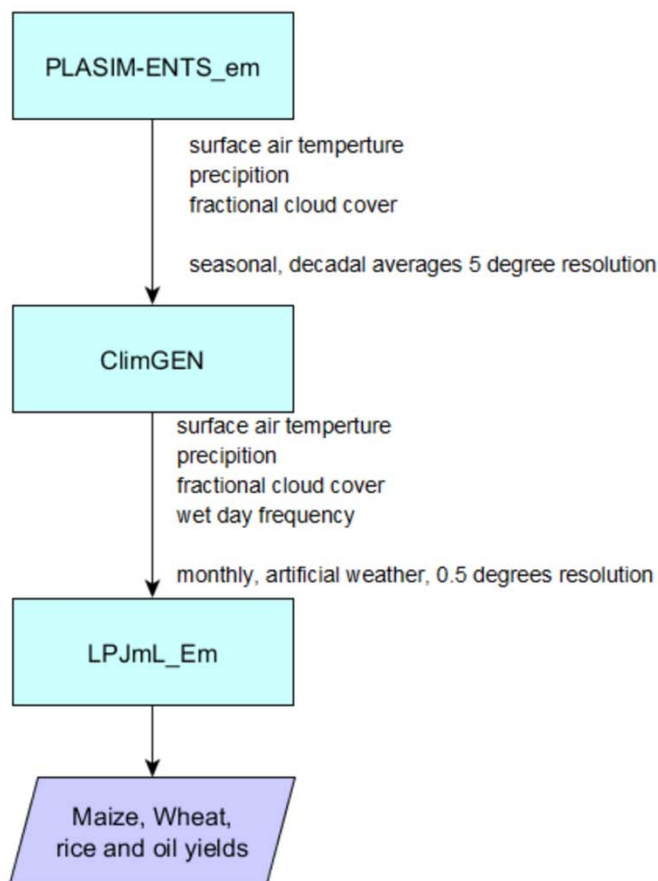 PLASIM-ENTS_em
surface air temperture
precipition
fractional cloud cover
seasonal, decadal averages 5 degree resolution
ClimGEN
surface air temperture
precipition
fractional cloud cover
wet day frequency
monthly, artificial weather, 0.5 degrees resolution
LPJmL_Em
Maize, Wheat,
rice and oil yields